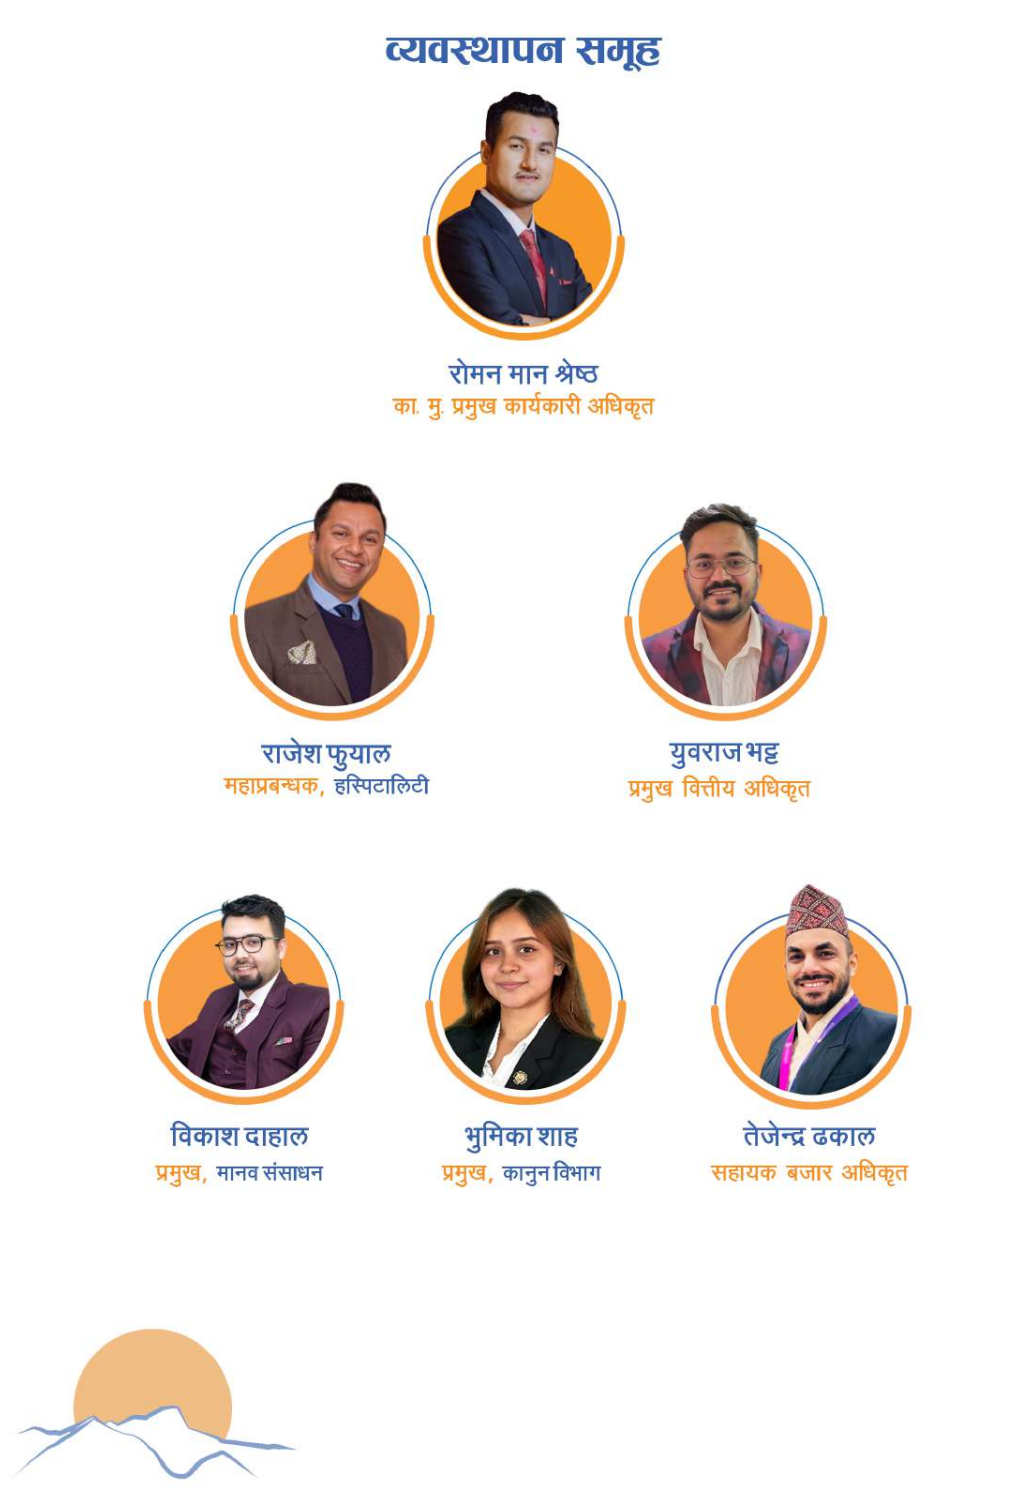 व्यवस्थापन समूह
रोमन मान श्रेष्ठ
का. मु. प्रमुख कार्यकारी अधिकृत
राजेश फुयाल
महाप्रबन्धक, हस्पिटालिटी
युवराज भट्ट
प्रमुख वित्तीय अधिकृत
विकाश दाहाल
प्रमुख, मानव संसाधन
भुमिका शाह
प्रमुख, कानुन विभाग
तेजेन्द्र ढकाल
सहायक बजार अधिकृत